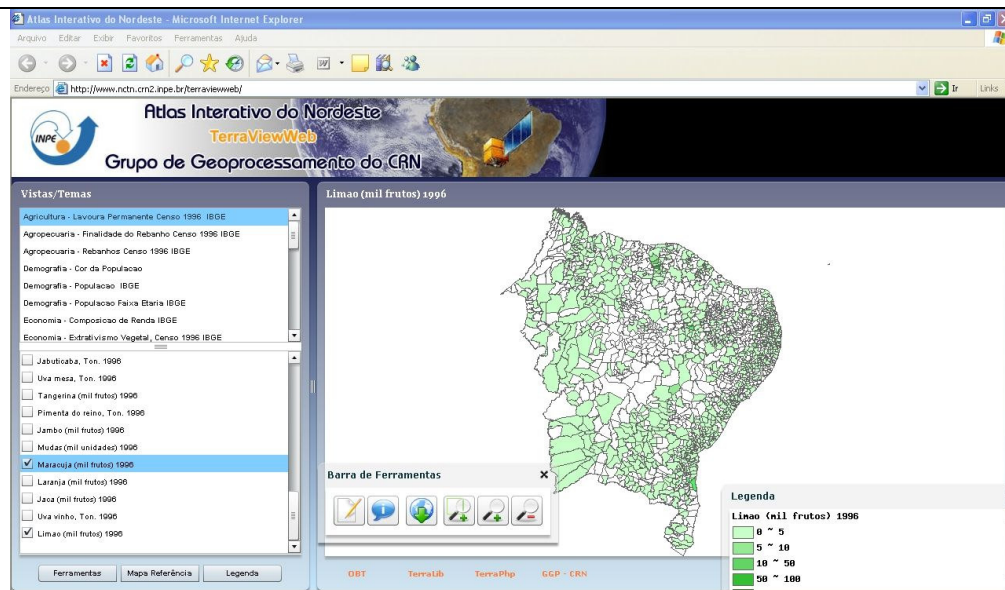 Atlas Interativo do Nordeste - Microsoft Internet Explorer
Arquivo Editar Exibir Favoritos Ferramentas Ajuda
Endereço http://www.nctn.crn2.inpe.br/terraviewweb/ Ir Links
INPE
Atlas Interativo do Nordeste
TerraViewWeb
Grupo de Geoprocessamento do CRN
Vistas/Temas
Agricultura - Lavoura Permanente Censo 1996 IBGE
Agropecuaria - Finalidade do Rebanho Censo 1996 IBGE
Agropecuaria - Rebanhos Censo 1996 IBGE
Demografia - Cor da Populacao
Demografia - Populacao IBGE
Demografia - Populacao Faixa Etaria IBGE
Economia - Composicao de Renda IBGE
Economia - Extrativismo Vegetal, Censo 1996 IBGE
Jabuticaba, Ton. 1996
Uva mesa, Ton. 1996
Tangerina (mil frutos) 1996
Pimenta do reino, Ton. 1996
Jambo (mil frutos) 1996
Mudas (mil unidades) 1996
Maracuja (mil frutos) 1996
Laranja (mil frutos) 1996
Jaca (mil frutos) 1996
Uva vinho, Ton. 1996
Limao (mil frutos) 1996
Ferramentas Mapa Referência Legenda
Limao (mil frutos) 1996
Barra de Ferramentas
Legenda
Limao (mil frutos) 1996
0 ~ 5
5 ~ 10
10 ~ 50
50 ~ 100
OBT TerraLib TerraPhp GGP - CRN